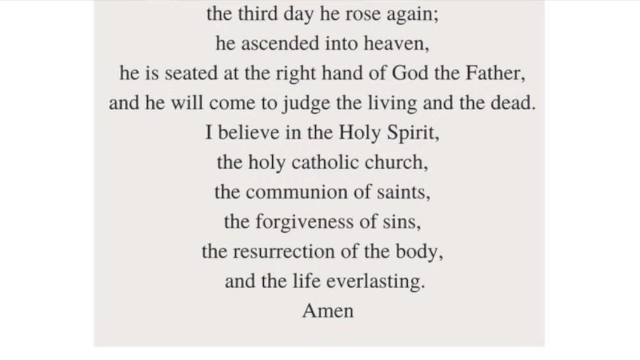 the third day he rose again;
he ascended into heaven,
he is seated at the right hand of God the Father,
and he will come to judge the living and the dead.
I believe in the Holy Spirit,
the holy catholic church,
the communion of saints,
the forgiveness of sins,
the resurrection of the body,
and the life everlasting.
Amen